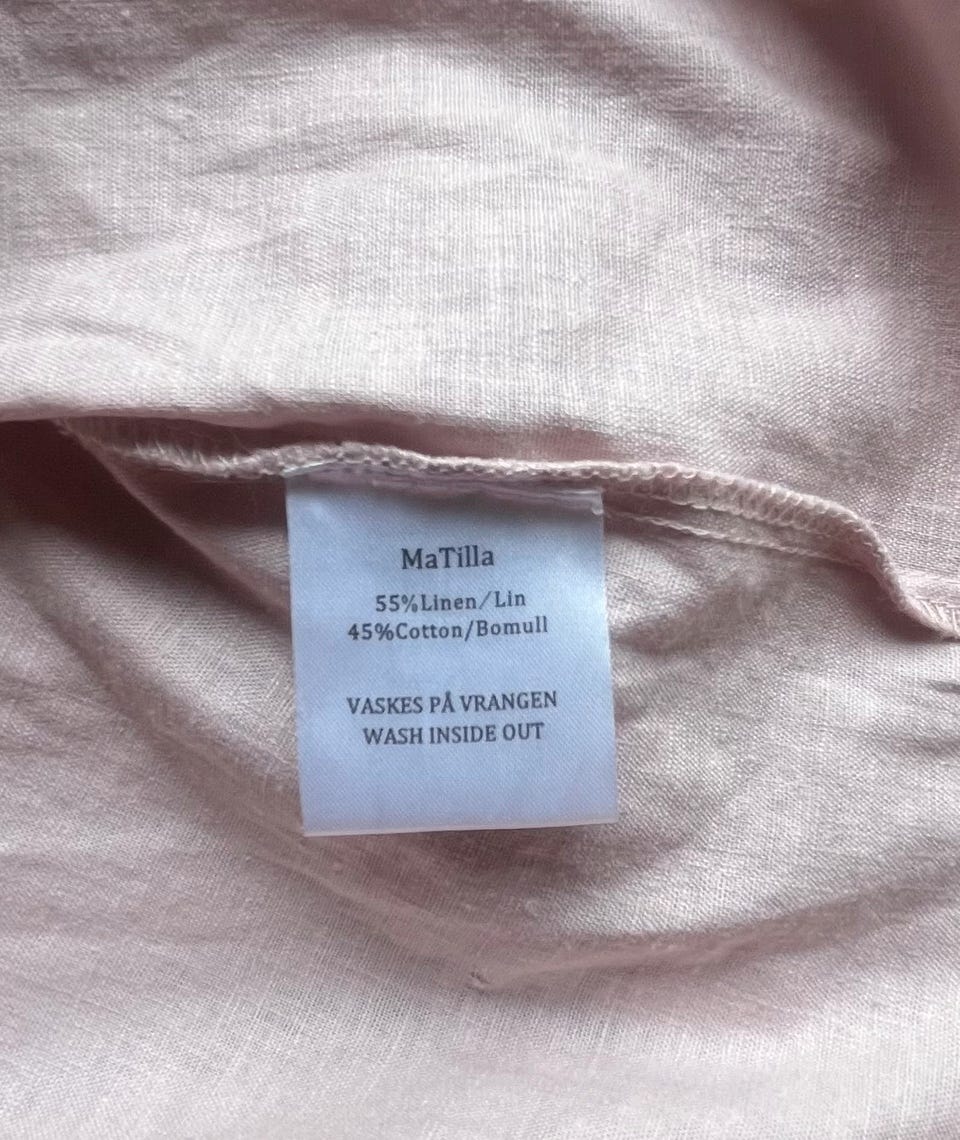 MaTilla
55%Linen/Lin
45%Cotton/Bomull
VASKES PÅ VRANGEN
WASH INSIDE OUT